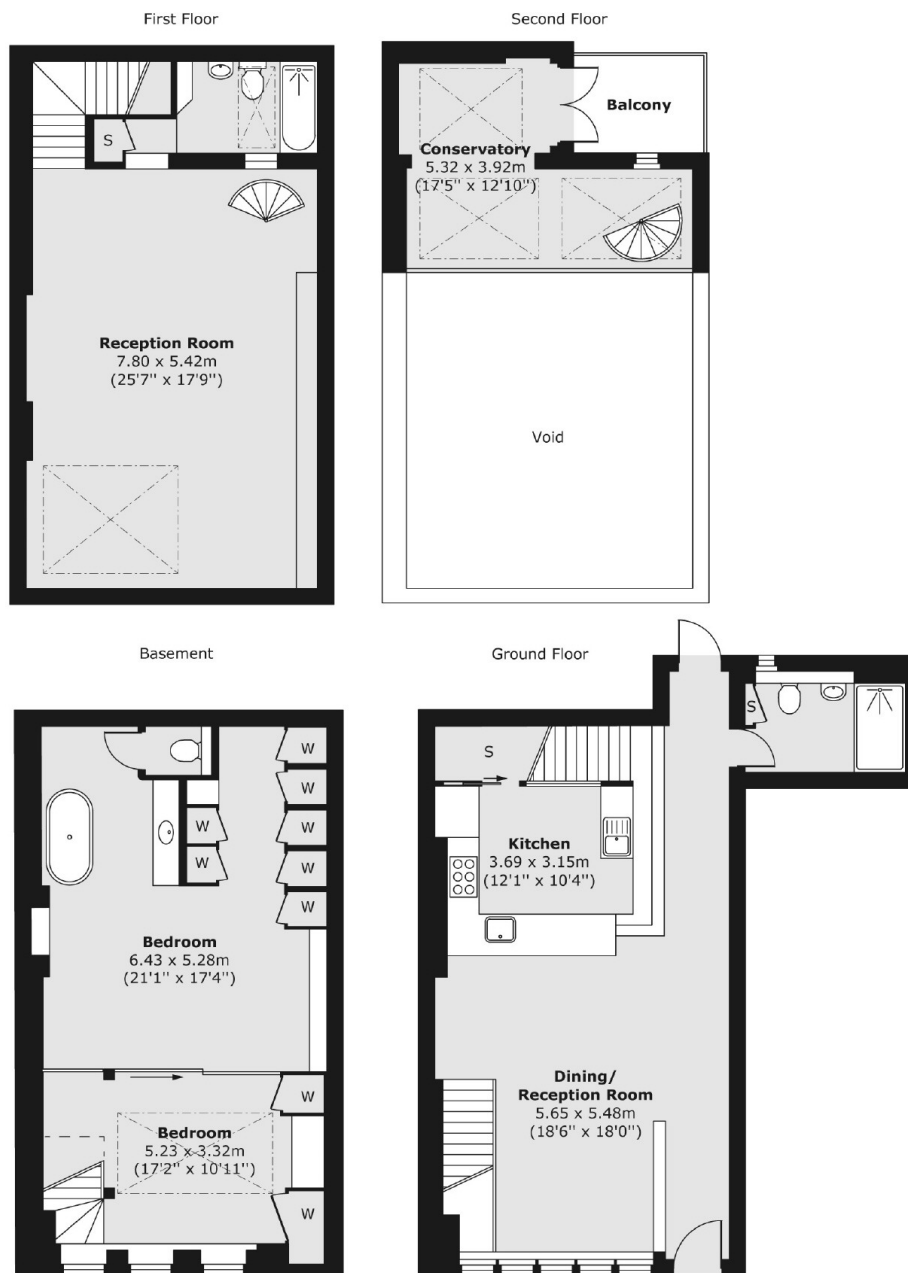 First Floor
S
Reception Room
7.80 x 5.42m
(25'7" x 17'9")
Second Floor
Balcony
Conservatory
5.32 x 3.92m
(17'5" x 12'10")
Void
Basement
W
W
W
W
W
W
W
Bedroom
6.43 x 5.28m
(21'1" x 17'4")
W
Bedroom
5.23 x 3.32m
(17'2" x 10'11")
W
Ground Floor
S
S
Kitchen
3.69 x 3.15m
(12'1" x 10'4")
Dining/
Reception Room
5.65 x 5.48m
(18'6" x 18'0")